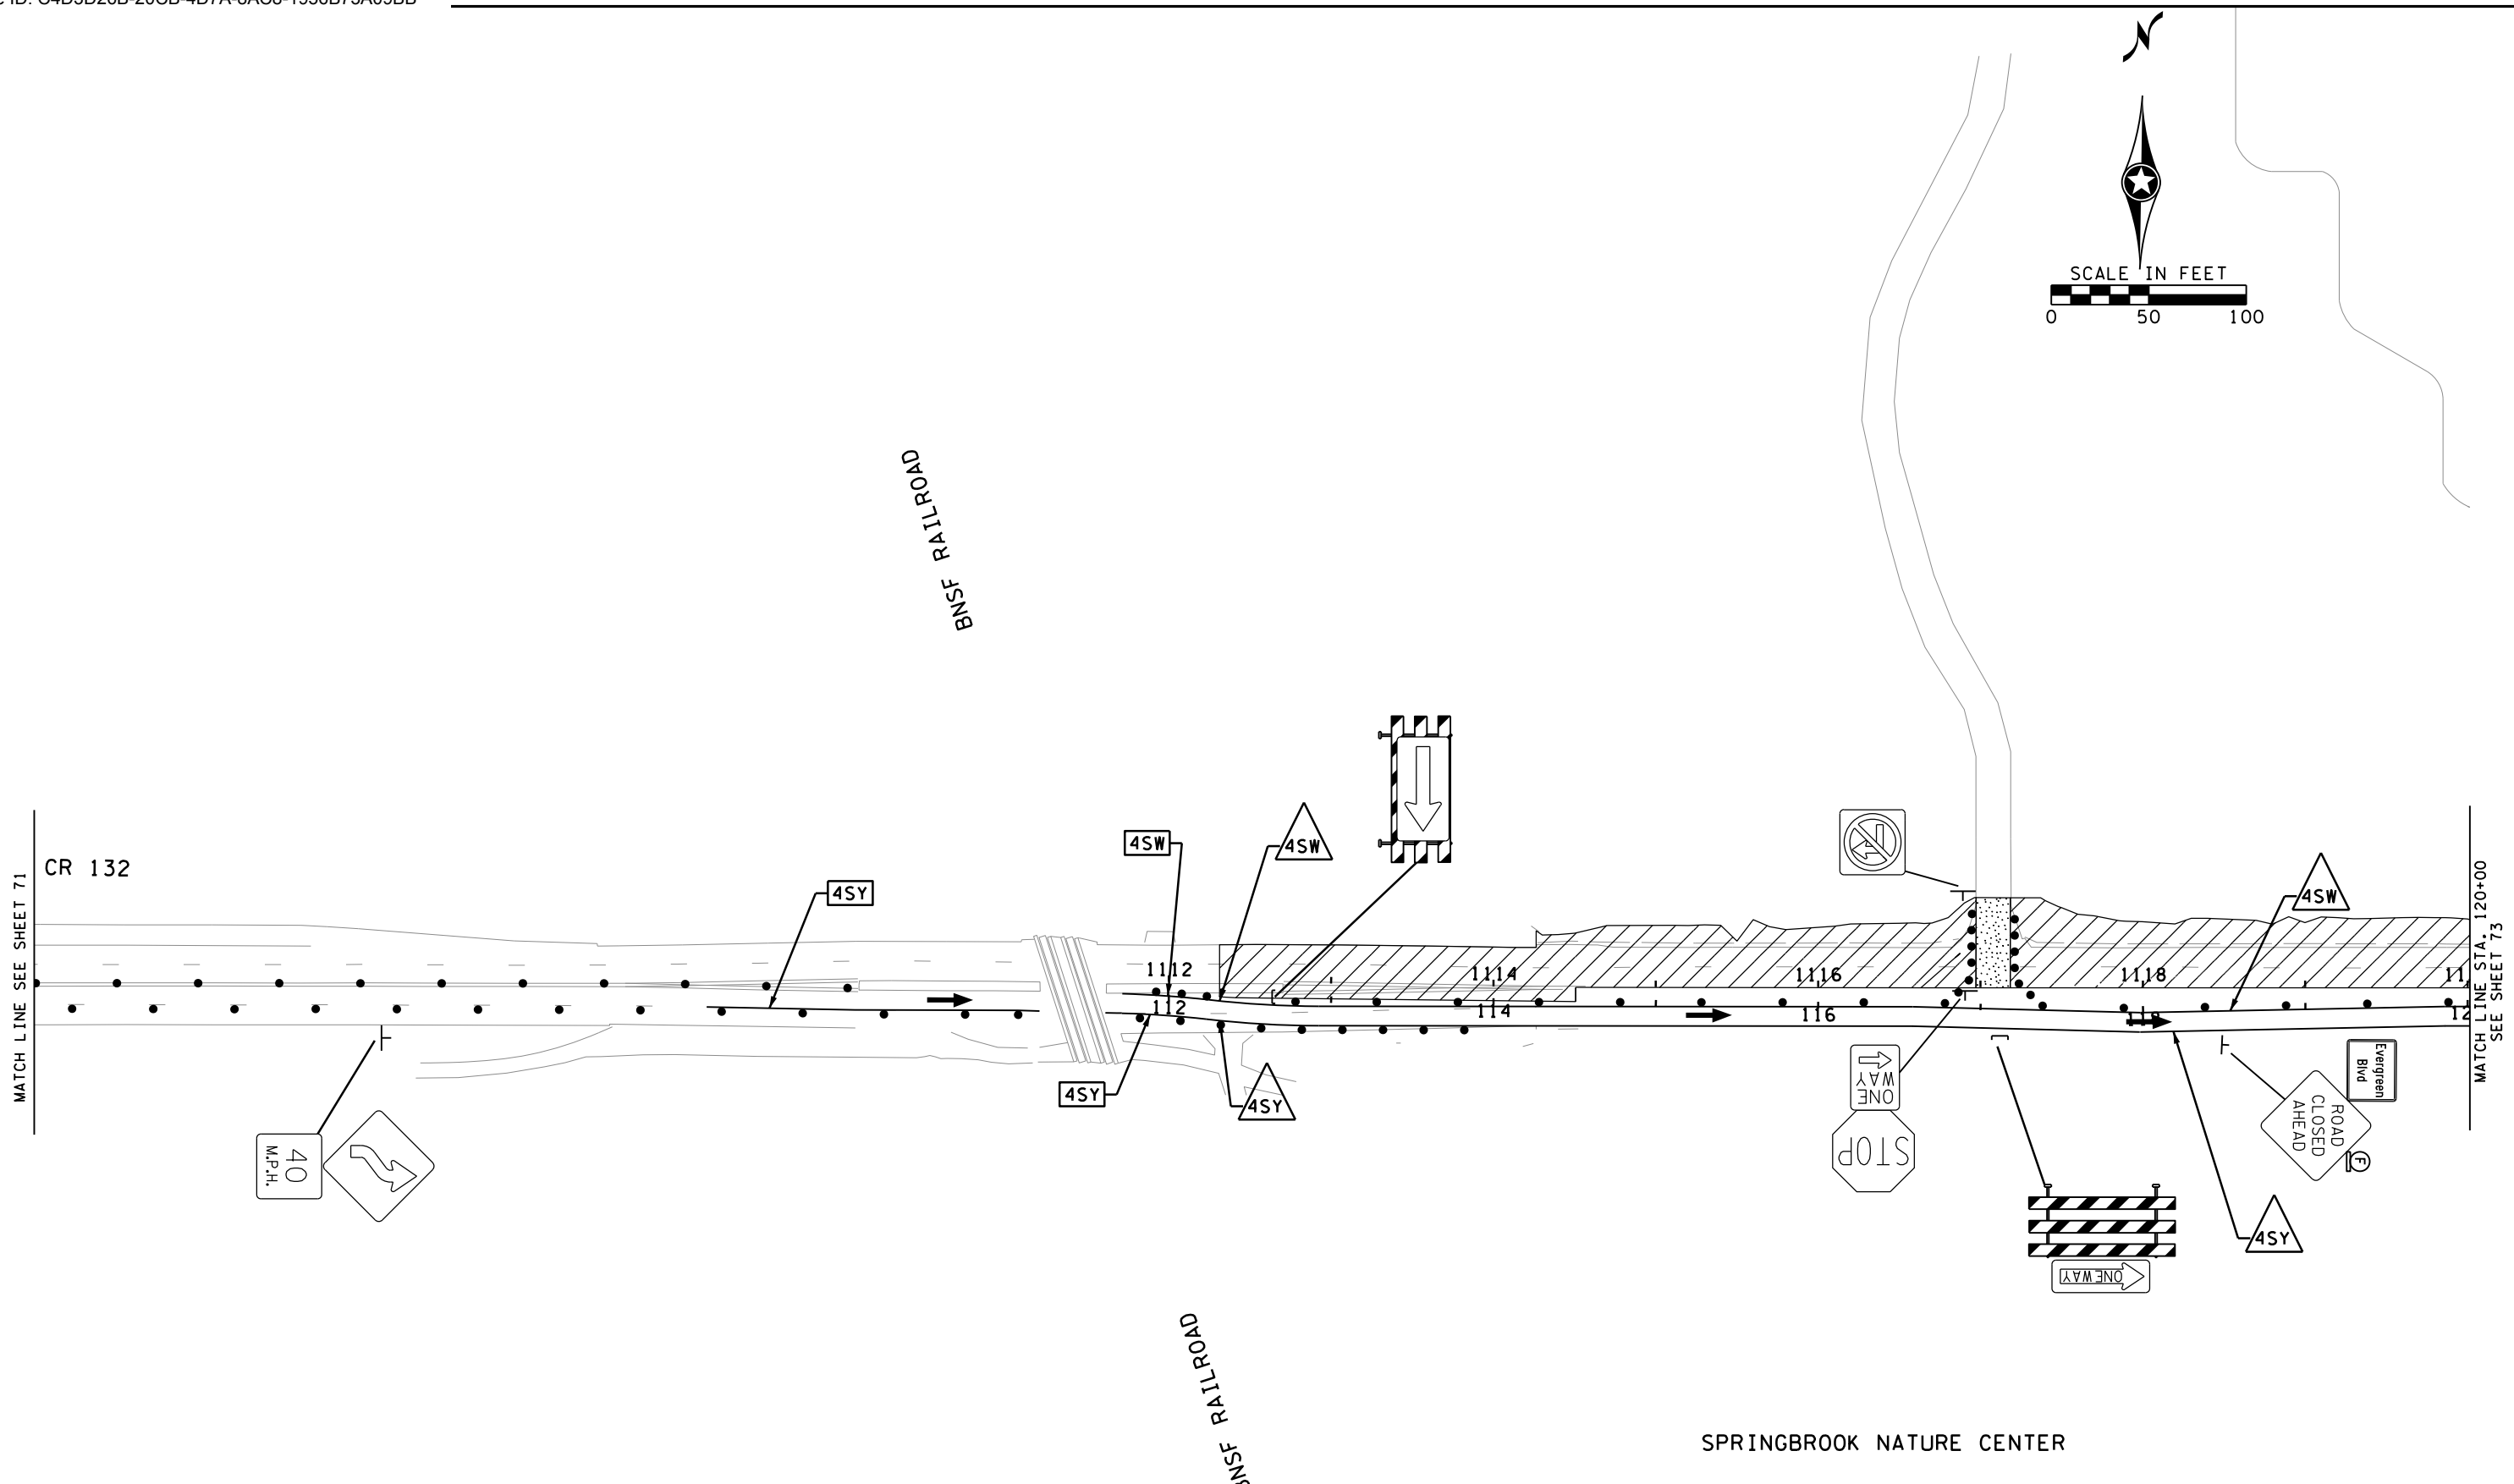 SCALE IN FEET
0 50 100
BNSF RAILROAD
MATCH LINE SEE SHEET 71
CR 132
4SY
4SW
4SW
1112
112
1114
114
1116
116
1118
4SW
MATCH LINE STA. 120+00
SEE SHEET 73
4SY
4SY
40
M.P.H.
ONE
WAY
STOP
Evergreen
Blvd
ROAD
CLOSED
AHEAD
F
4SY
ONE WAY
BNSF RAILROAD
SPRINGBROOK NATURE CENTER
N